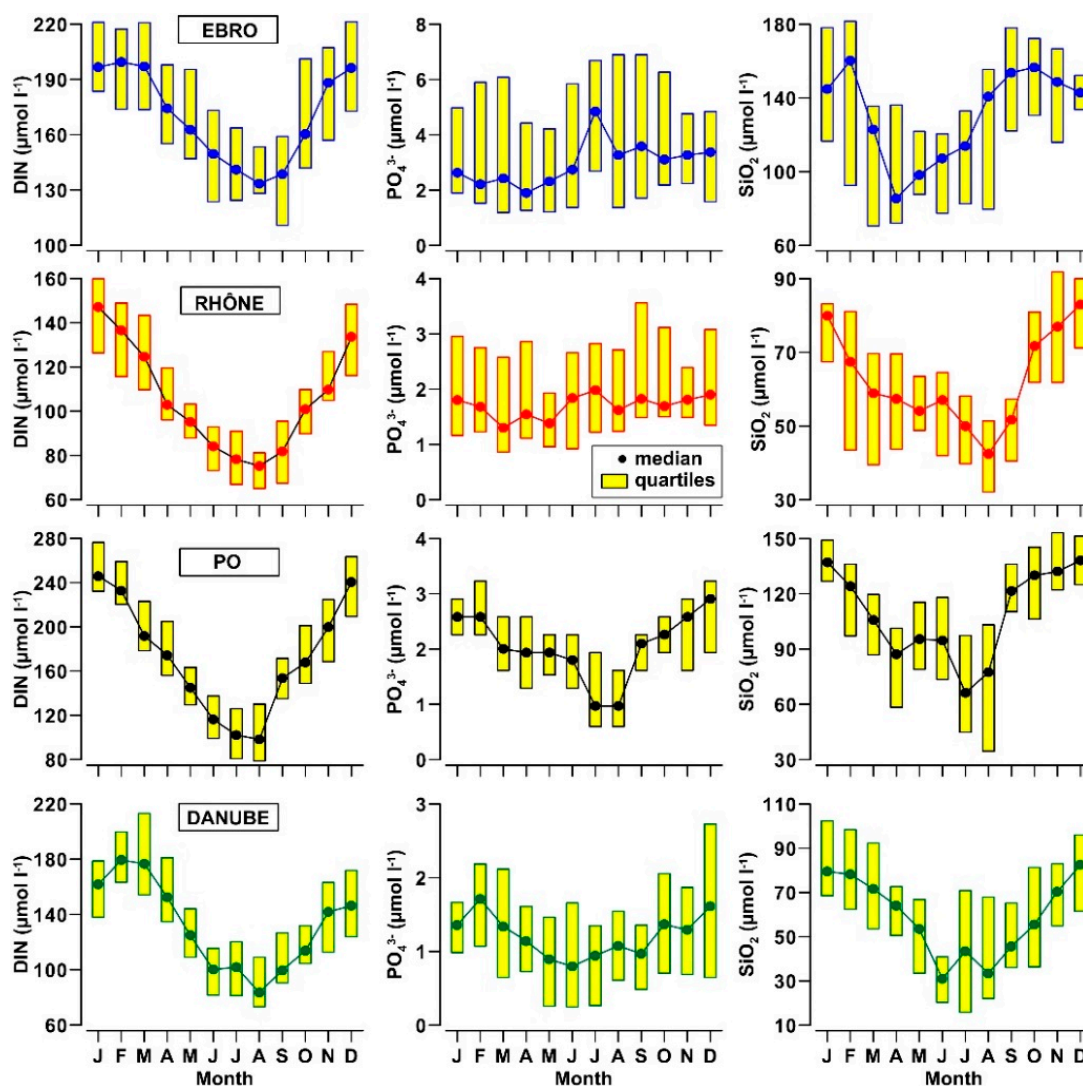 EBRO
DIN (μmol l⁻¹)
220
190
160
130
100
PO₄³⁻ (μmol l⁻¹)
8
6
4
2
0
SiO₂ (μmol l⁻¹)
180
140
100
60
RHÔNE
DIN (μmol l⁻¹)
160
140
120
100
80
60
PO₄³⁻ (μmol l⁻¹)
4
3
2
1
0
median
quartiles
SiO₂ (μmol l⁻¹)
90
70
50
30
PO
DIN (μmol l⁻¹)
280
240
200
160
120
80
PO₄³⁻ (μmol l⁻¹)
4
3
2
1
0
SiO₂ (μmol l⁻¹)
150
120
90
60
30
DANUBE
DIN (μmol l⁻¹)
220
180
140
100
60
PO₄³⁻ (μmol l⁻¹)
3
2
1
0
SiO₂ (μmol l⁻¹)
110
90
70
50
30
10
J F M A M J J A S O N D
Month
J F M A M J J A S O N D
Month
J F M A M J J A S O N D
Month